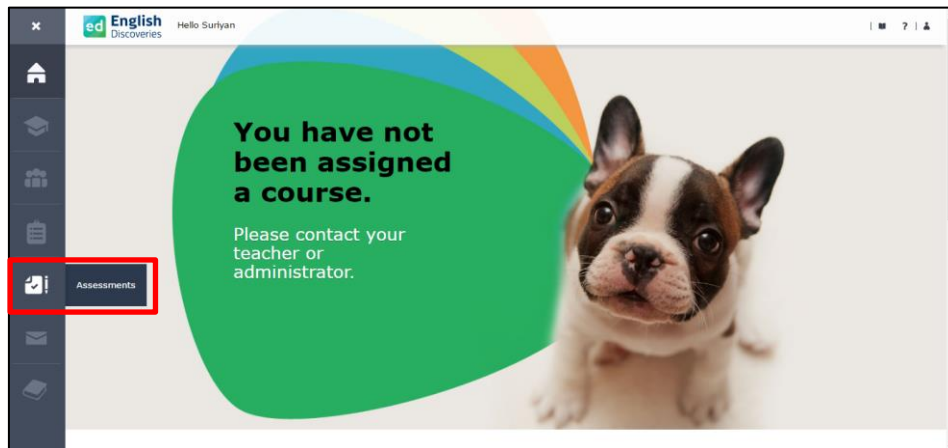 ed English
Discoveries
Hello Suriyan
?
You have not
been assigned
a course.
Please contact your
teacher or
administrator.
Assessments